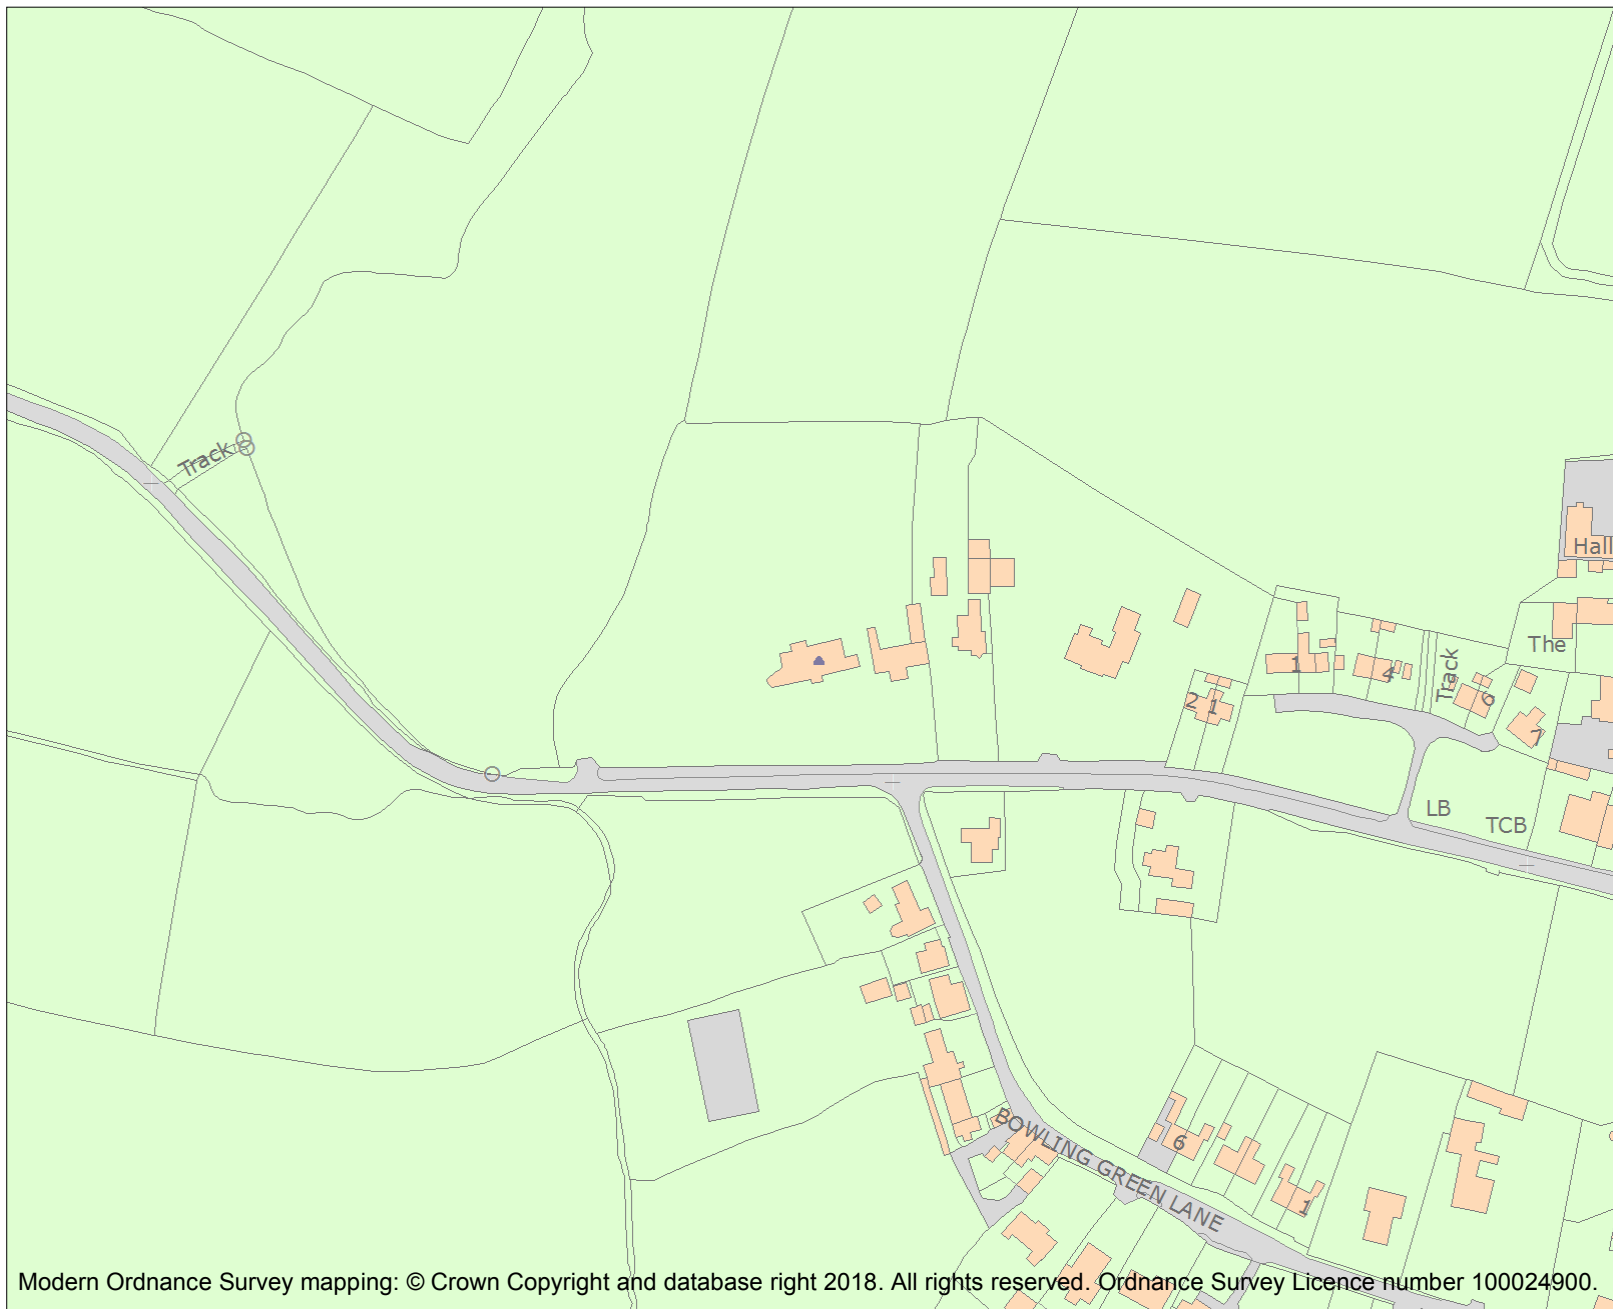 Track
Hall
The
1
4
Track
6
2 1
7
LB
TCB
BOWLING GREEN LANE
6
1
Modern Ordnance Survey mapping: © Crown Copyright and database right 2018. All rights reserved. Ordnance Survey Licence number 100024900.